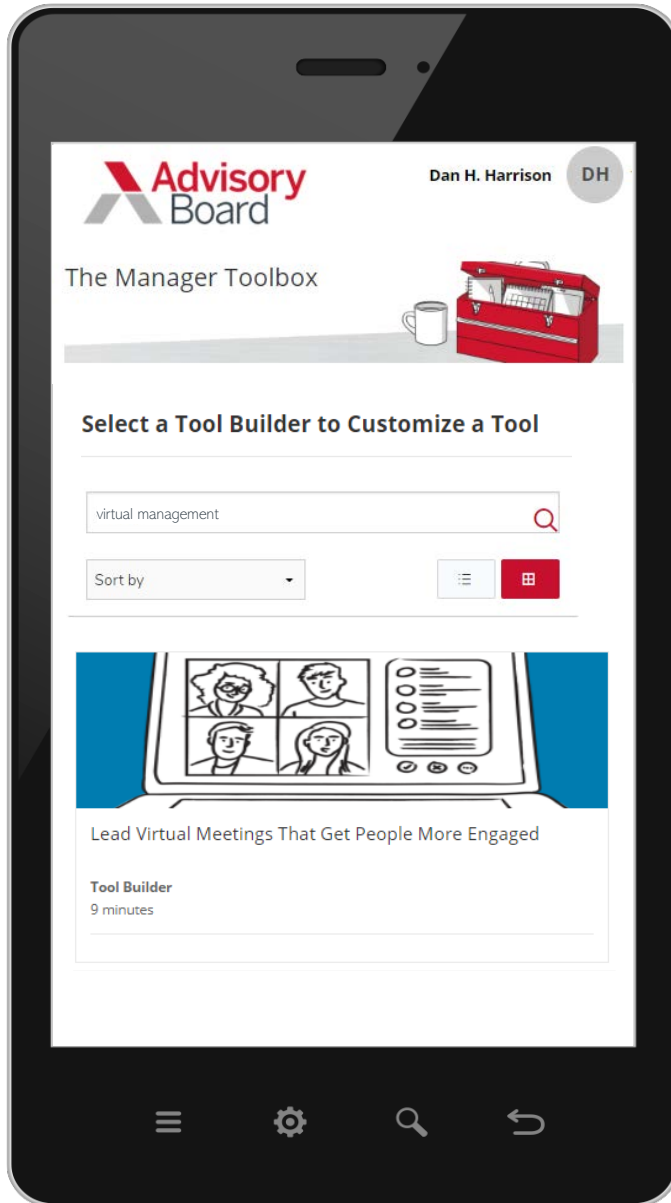 Advisory
Board
Dan H. Harrison
DH
The Manager Toolbox
Select a Tool Builder to Customize a Tool
virtual management
Sort by
Lead Virtual Meetings That Get People More Engaged
Tool Builder
9 minutes